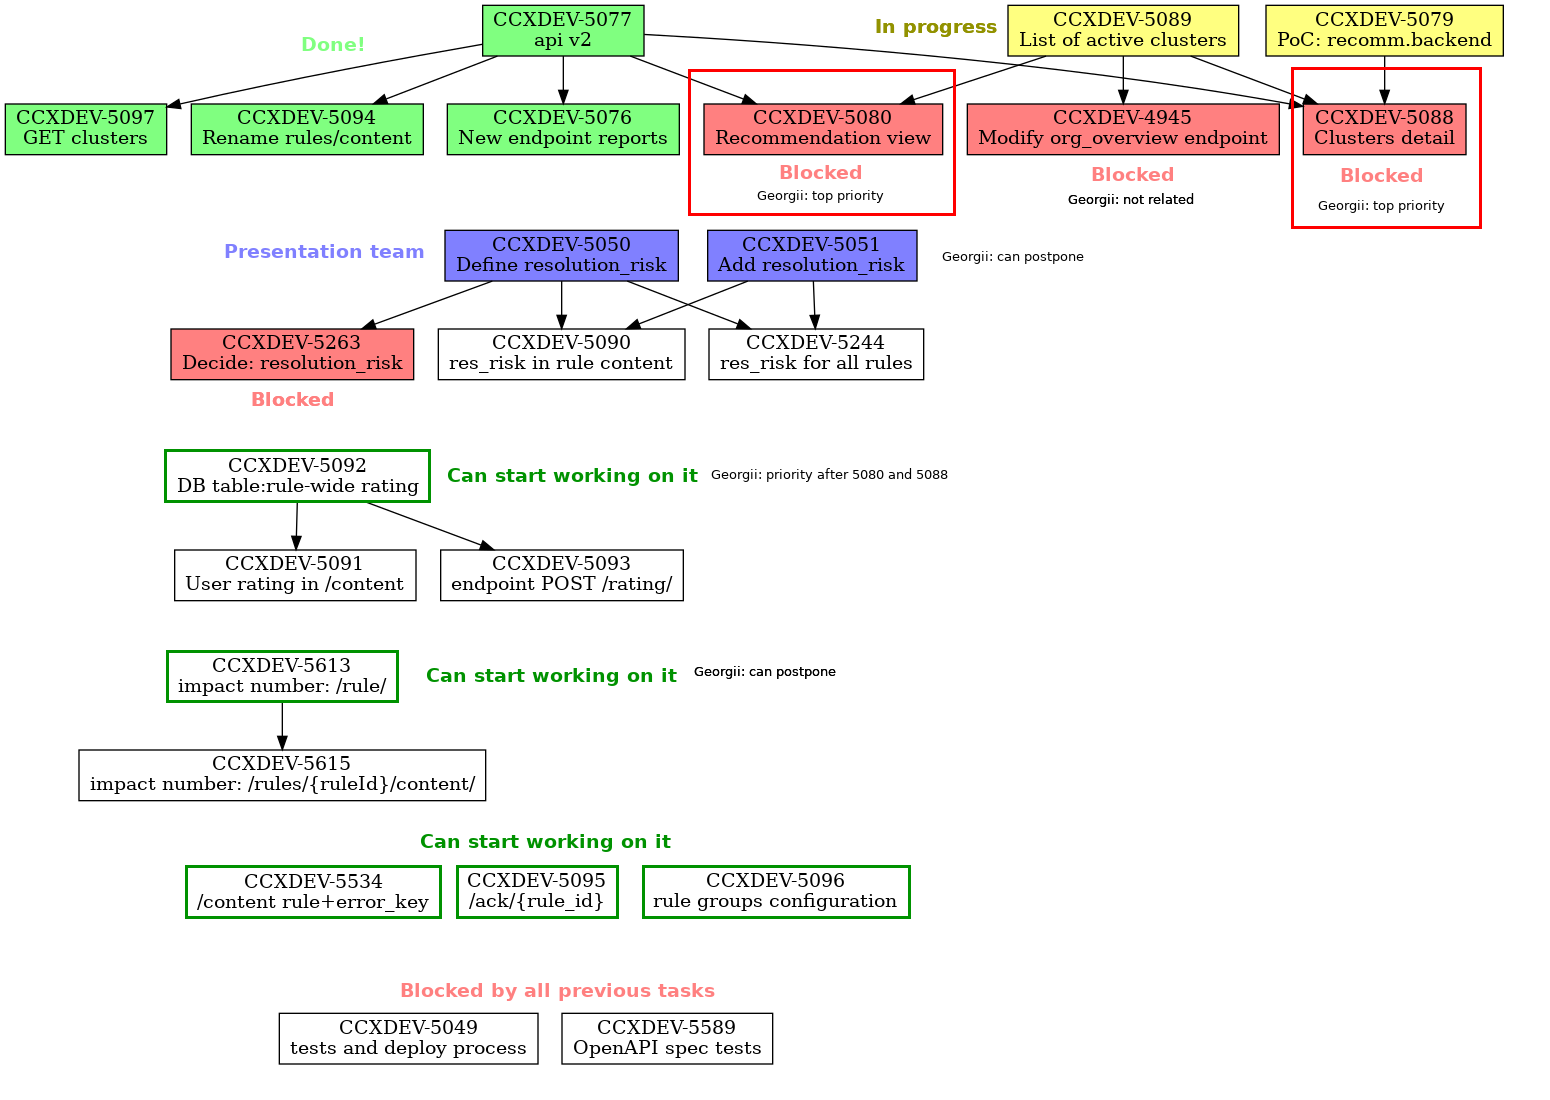 CCXDEV-5077
api v2
CCXDEV-5089
List of active clusters
CCXDEV-5079
PoC: recomm.backend
In progress
Done!
CCXDEV-5097
GET clusters
CCXDEV-5094
Rename rules/content
CCXDEV-5076
New endpoint reports
CCXDEV-5080
Recommendation view
CCXDEV-4945
Modify org_overview endpoint
CCXDEV-5088
Clusters detail
Blocked
Georgii: top priority
Blocked
Georgii: not related
Blocked
Georgii: top priority
Presentation team
CCXDEV-5050
Define resolution_risk
CCXDEV-5051
Add resolution_risk
Georgii: can postpone
CCXDEV-5263
Decide: resolution_risk
CCXDEV-5090
res_risk in rule content
CCXDEV-5244
res_risk for all rules
Blocked
CCXDEV-5092
DB table:rule-wide rating
Can start working on it
Georgii: priority after 5080 and 5088
CCXDEV-5091
User rating in /content
CCXDEV-5093
endpoint POST /rating/
CCXDEV-5613
impact number: /rule/
Can start working on it
Georgii: can postpone
CCXDEV-5615
impact number: /rules/{ruleId}/content/
Can start working on it
CCXDEV-5534
/content rule+error_key
CCXDEV-5095
/ack/{rule_id}
CCXDEV-5096
rule groups configuration
Blocked by all previous tasks
CCXDEV-5049
tests and deploy process
CCXDEV-5589
OpenAPI spec tests